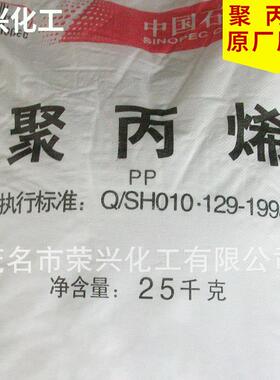 兴化工
中国石
SINOPEC
聚丙
原厂
聚丙烯
PP
执行标准：Q/SH010·129-199
茂名市荣兴化工有限公司
净含量：25千克